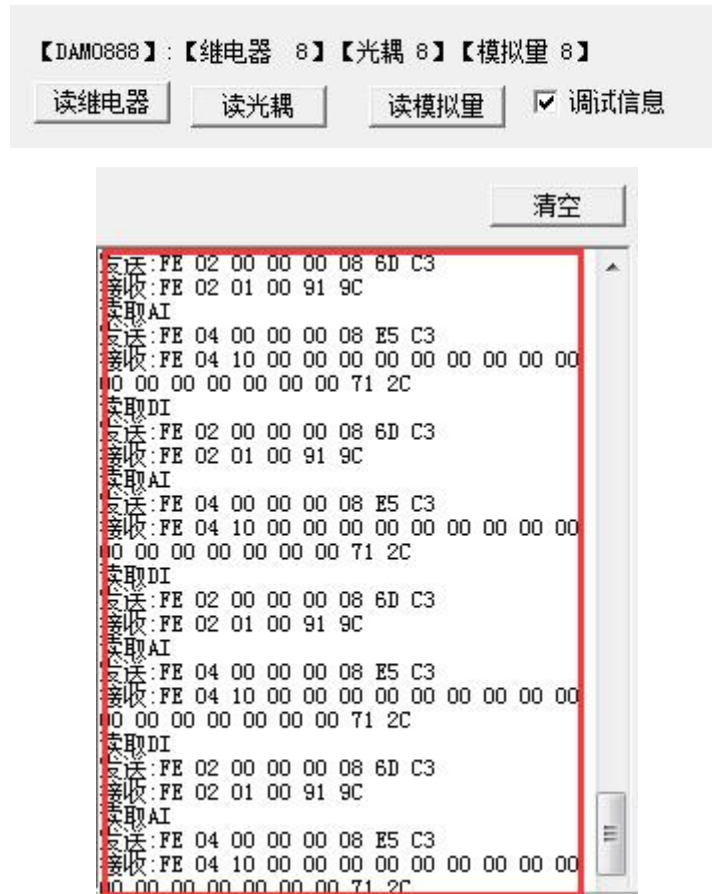 【DAM0888】:【继电器 8】【光耦 8】【模拟量 8】
读继电器 读光耦 读模拟量 调试信息
清空
发送:FE 02 00 00 00 08 6D C3
接收:FE 02 01 00 91 9C
读取AI
发送:FE 04 00 00 00 08 E5 C3
接收:FE 04 10 00 00 00 00 00 00 00 00 00
00 00 00 00 00 00 00 71 2C
读取DI
发送:FE 02 00 00 00 08 6D C3
接收:FE 02 01 00 91 9C
读取AI
发送:FE 04 00 00 00 08 E5 C3
接收:FE 04 10 00 00 00 00 00 00 00 00 00
00 00 00 00 00 00 00 71 2C
读取DI
发送:FE 02 00 00 00 08 6D C3
接收:FE 02 01 00 91 9C
读取AI
发送:FE 04 00 00 00 08 E5 C3
接收:FE 04 10 00 00 00 00 00 00 00 00 00
00 00 00 00 00 00 00 71 2C
读取DI
发送:FE 02 00 00 00 08 6D C3
接收:FE 02 01 00 91 9C
读取AI
发送:FE 04 00 00 00 08 E5 C3
接收:FE 04 10 00 00 00 00 00 00 00 00 00
00 00 00 00 00 00 00 71 2C